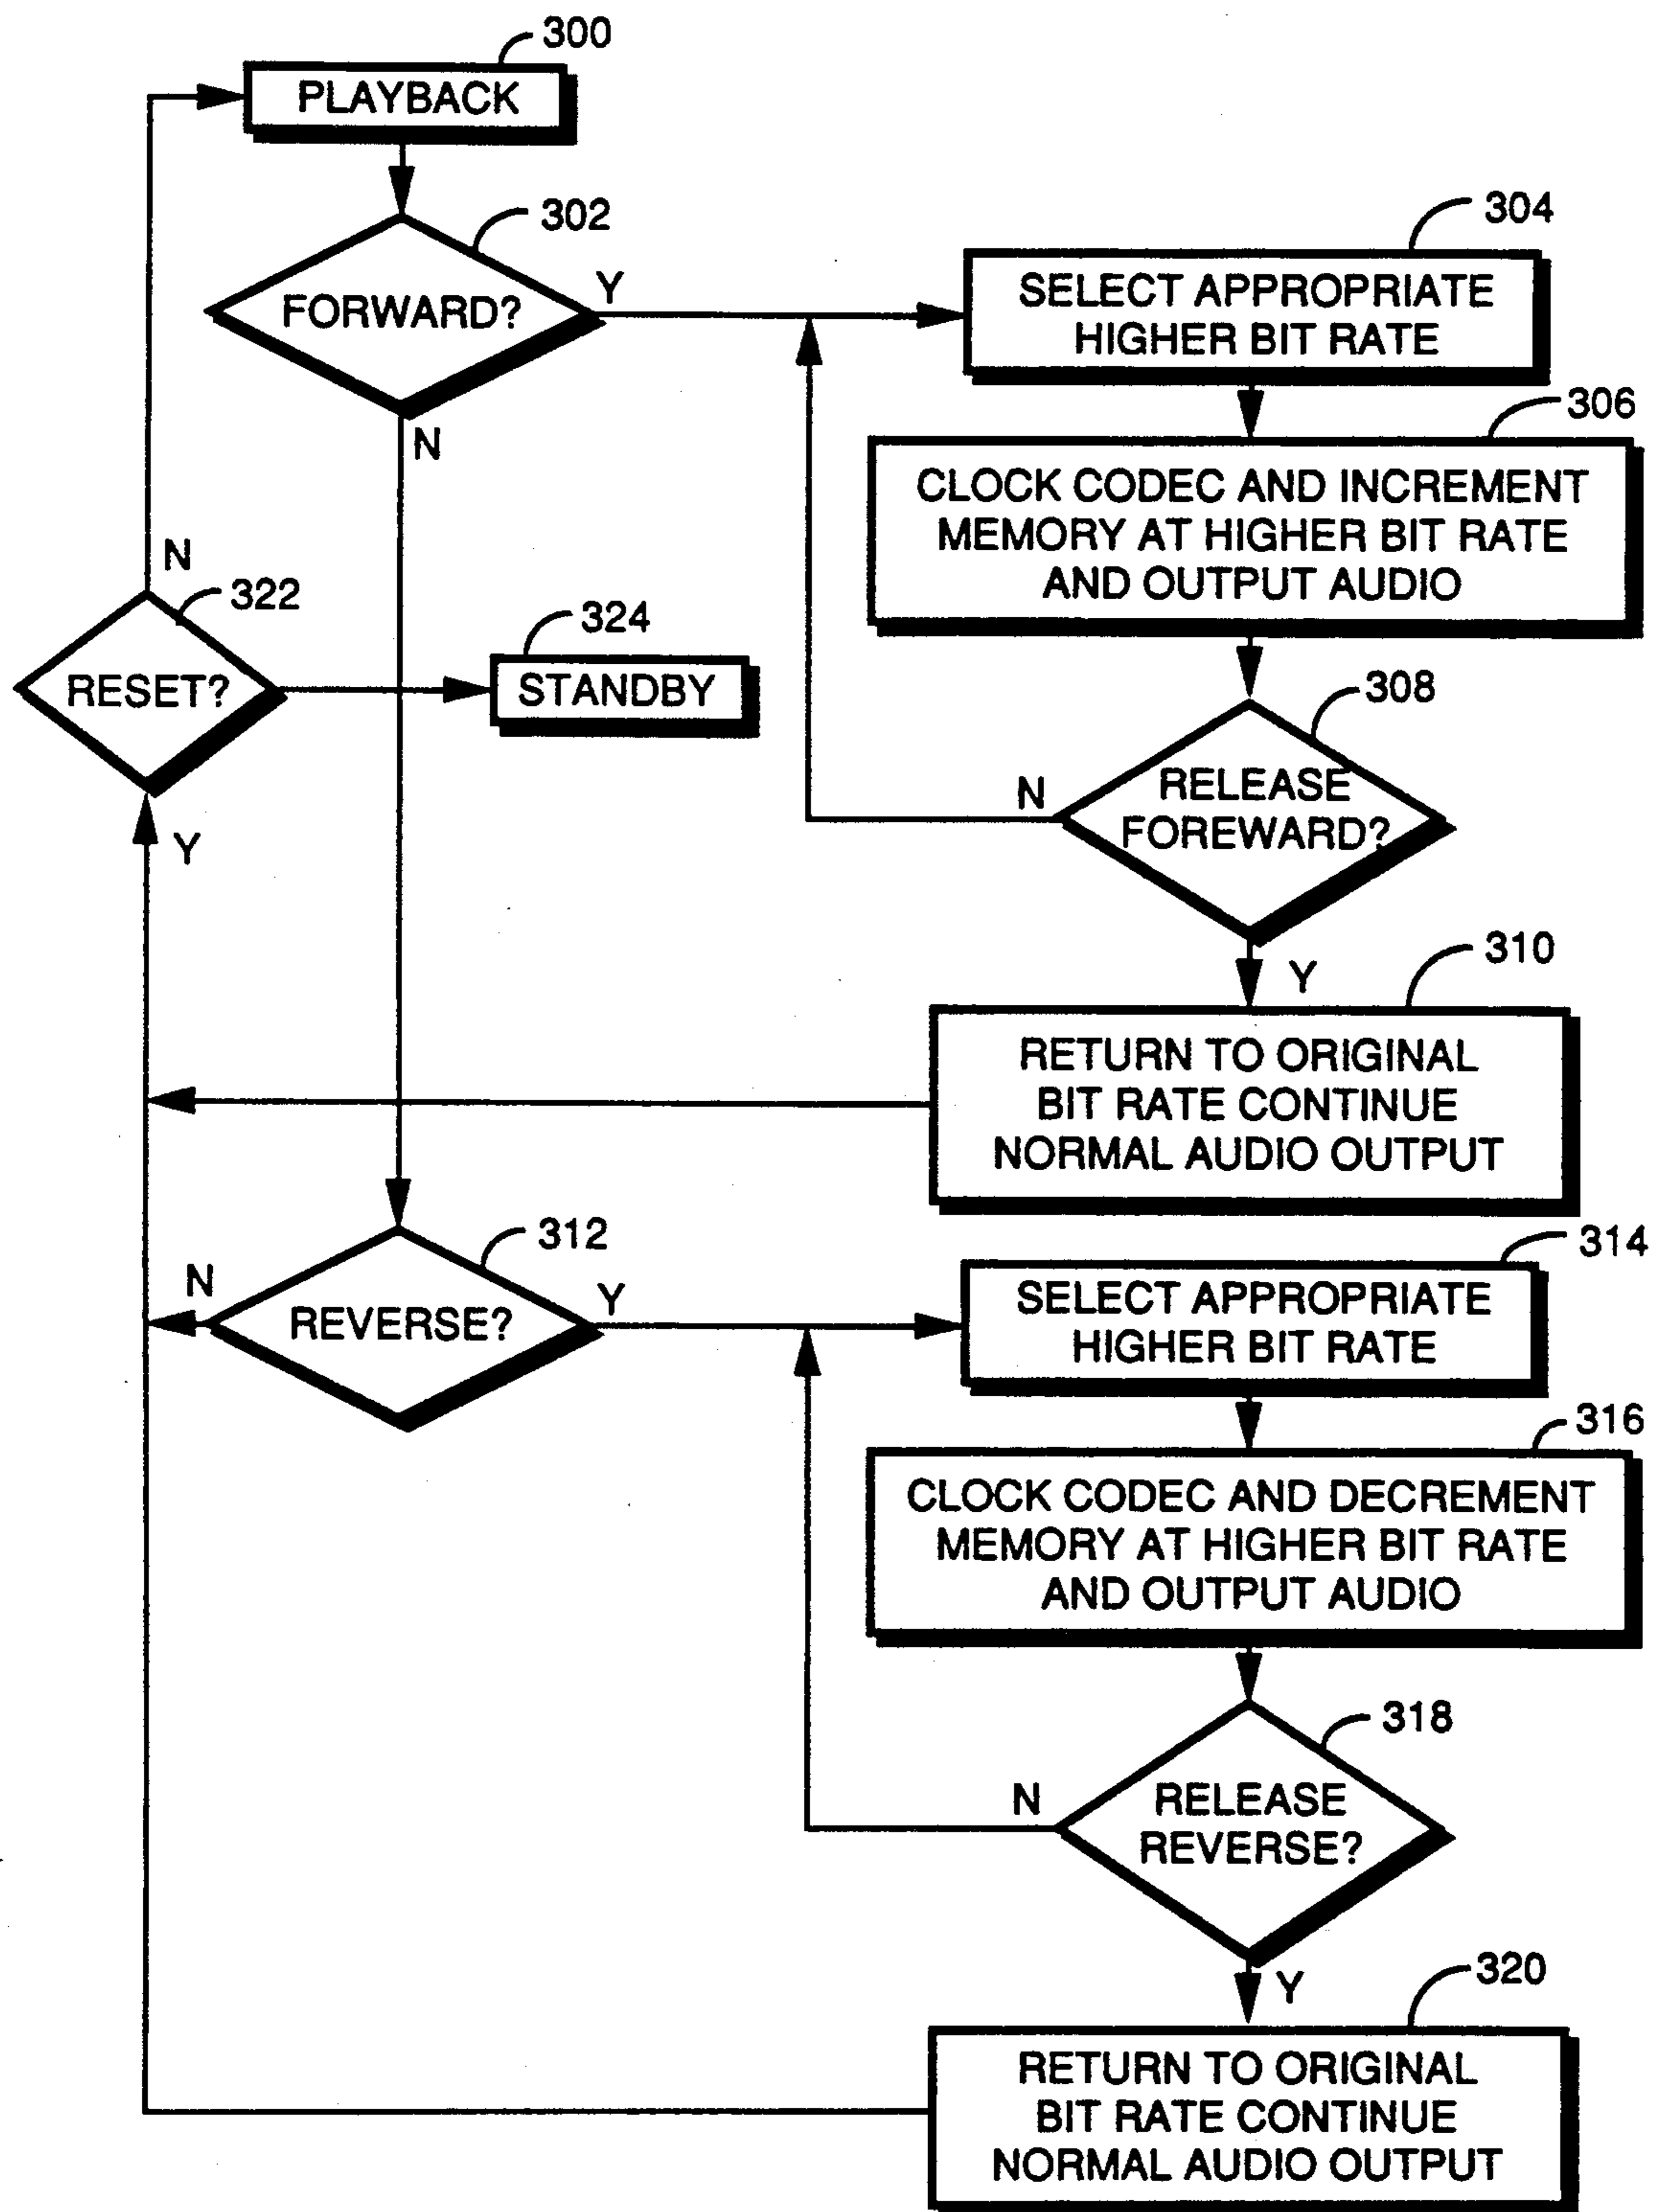 300
PLAYBACK
302
FORWARD?
Y
N
304
SELECT APPROPRIATE
HIGHER BIT RATE
306
CLOCK CODEC AND INCREMENT
MEMORY AT HIGHER BIT RATE
AND OUTPUT AUDIO
308
RELEASE
FOREWARD?
N
Y
310
RETURN TO ORIGINAL
BIT RATE CONTINUE
NORMAL AUDIO OUTPUT
N
322
RESET?
Y
324
STANDBY
312
REVERSE?
N
Y
314
SELECT APPROPRIATE
HIGHER BIT RATE
316
CLOCK CODEC AND DECREMENT
MEMORY AT HIGHER BIT RATE
AND OUTPUT AUDIO
318
RELEASE
REVERSE?
N
Y
320
RETURN TO ORIGINAL
BIT RATE CONTINUE
NORMAL AUDIO OUTPUT